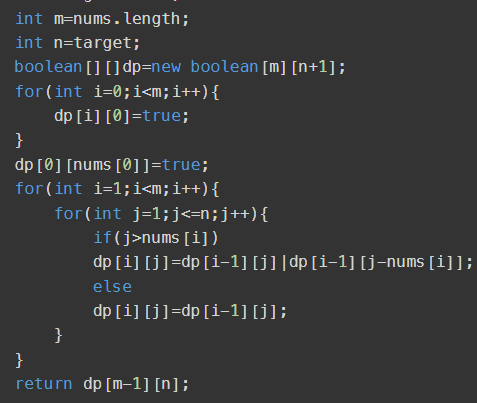 int m=nums.length;
int n=target;
boolean[][]dp=new boolean[m][n+1];
for(int i=0;i<m;i++){
    dp[i][0]=true;
}
dp[0][nums[0]]=true;
for(int i=1;i<m;i++){
    for(int j=1;j<=n;j++){
        if(j>nums[i])
        dp[i][j]=dp[i-1][j]|dp[i-1][j-nums[i]];
        else
        dp[i][j]=dp[i-1][j];
    }
}
return dp[m-1][n];